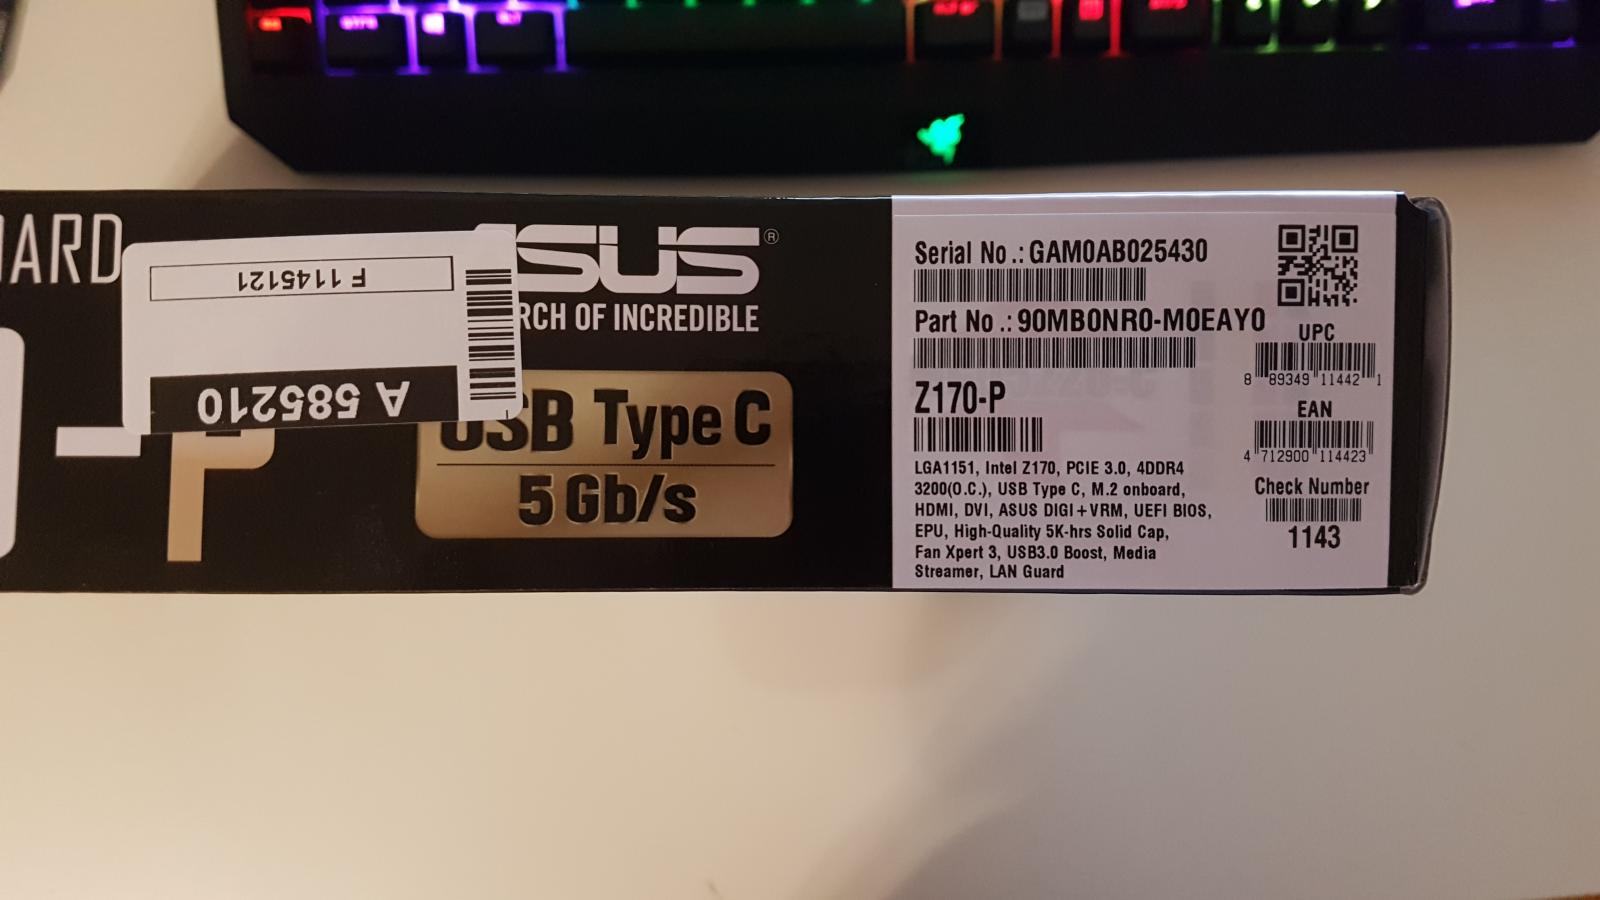 ARD
F 1145121
A 585210
ASUS®
RCH OF INCREDIBLE
-P
USB Type C
5 Gb/s
Serial No.: GAM0AB025430
Part No.: 90MB0NR0-M0EAY0
Z170-P
LGA1151, Intel Z170, PCIE 3.0, 4DDR4
3200(O.C.), USB Type C, M.2 onboard,
HDMI, DVI, ASUS DIGI+VRM, UEFI BIOS,
EPU, High-Quality 5K-hrs Solid Cap,
Fan Xpert 3, USB3.0 Boost, Media
Streamer, LAN Guard
UPC
8 89349 11442 1
EAN
4 712900 114423
Check Number
1143